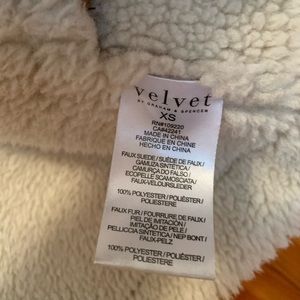 velvet
BY GRAHAM & SPENCER
XS
RN#109220
CA#42241
MADE IN CHINA
FABRIQUE EN CHINE
HECHO EN CHINA
FAUX SUEDE/SUÈDE DE FAUX/
GAMUZA SINTÉTICA/
CAMURÇA DO FALSO/
ECOPELLE SCAMOSCIATA/
FAUX-VELOURSLEDER
100% POLYESTER/POLIÉSTER/
POLIESTERE
FAUX FUR / FOURRURE DE FAUX/
PIEL DE IMITACIÓN /
IMITAÇÃO DE PELE /
PELLICCIA SINTETICA / NEP BONT /
FAUX-PELZ
100% POLYESTER/POLIÉSTER/
POLIESTERE